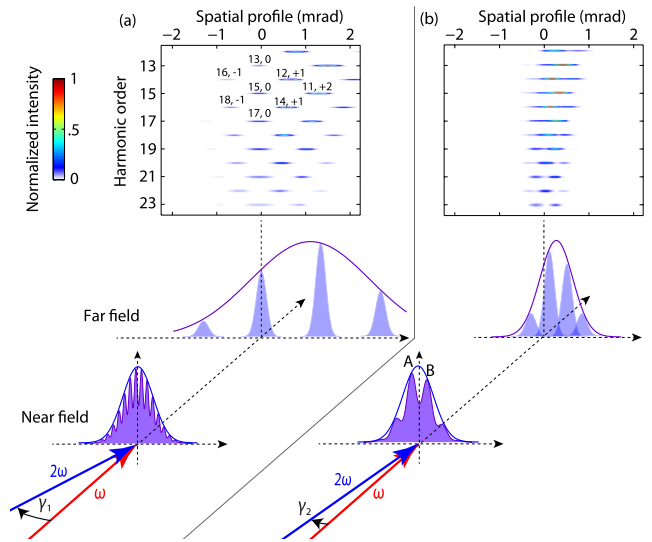 (a)
Spatial profile (mrad)
-2 -1 0 1 2
Normalized intensity
1
.5
0
Harmonic order
13
15
17
19
21
23
13, 0
16, -1
12, +1
15, 0
11, +2
18, -1
14, +1
17, 0
(b)
Spatial profile (mrad)
-2 -1 0 1 2
Far field
Near field
A
B
2ω
ω
γ1
2ω
ω
γ2